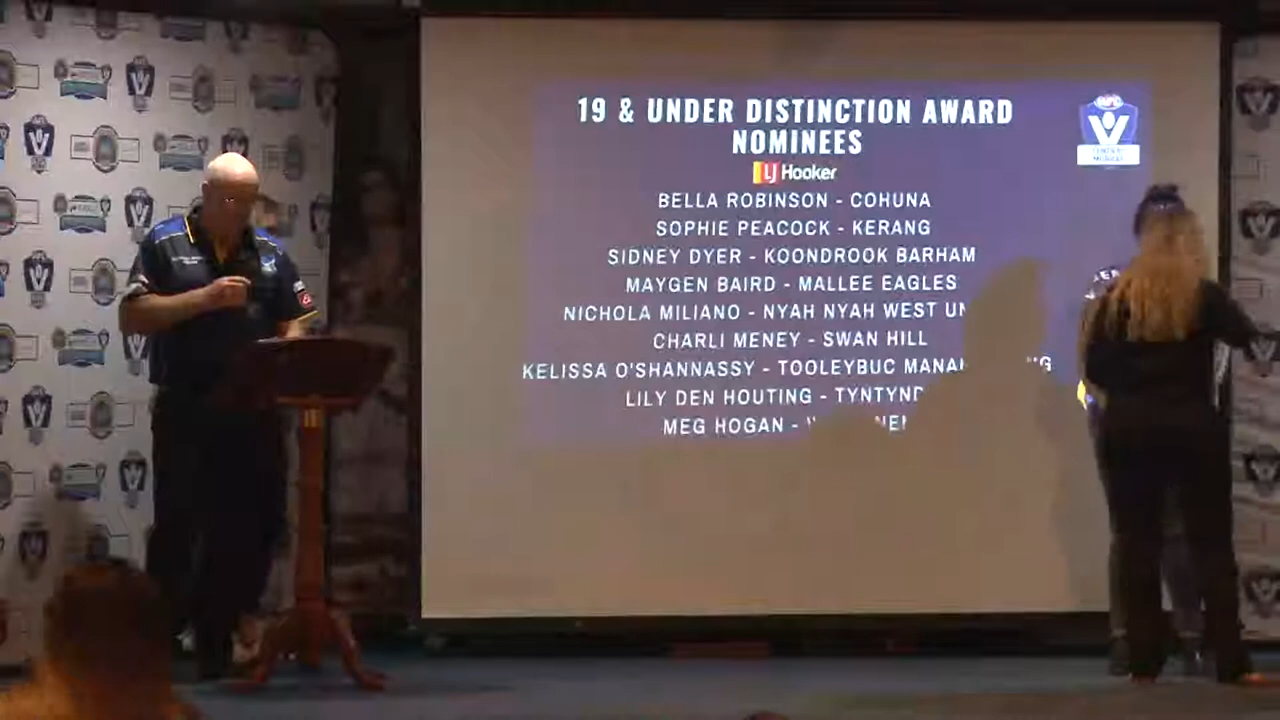 19 & UNDER DISTINCTION AWARD
NOMINEES
LJ Hooker
BELLA ROBINSON - COHUNA
SOPHIE PEACOCK - KERANG
SIDNEY DYER - KOONDROOK BARHAM
MAYGEN BAIRD - MALLEE EAGLES
NICHOLA MILIANO - NYAH NYAH WEST
CHARLI MENEY - SWAN HILL
KELISSA O'SHANNASSY - TOOLEYBUC
LILY DEN HOUTING -
MEG HOGAN -